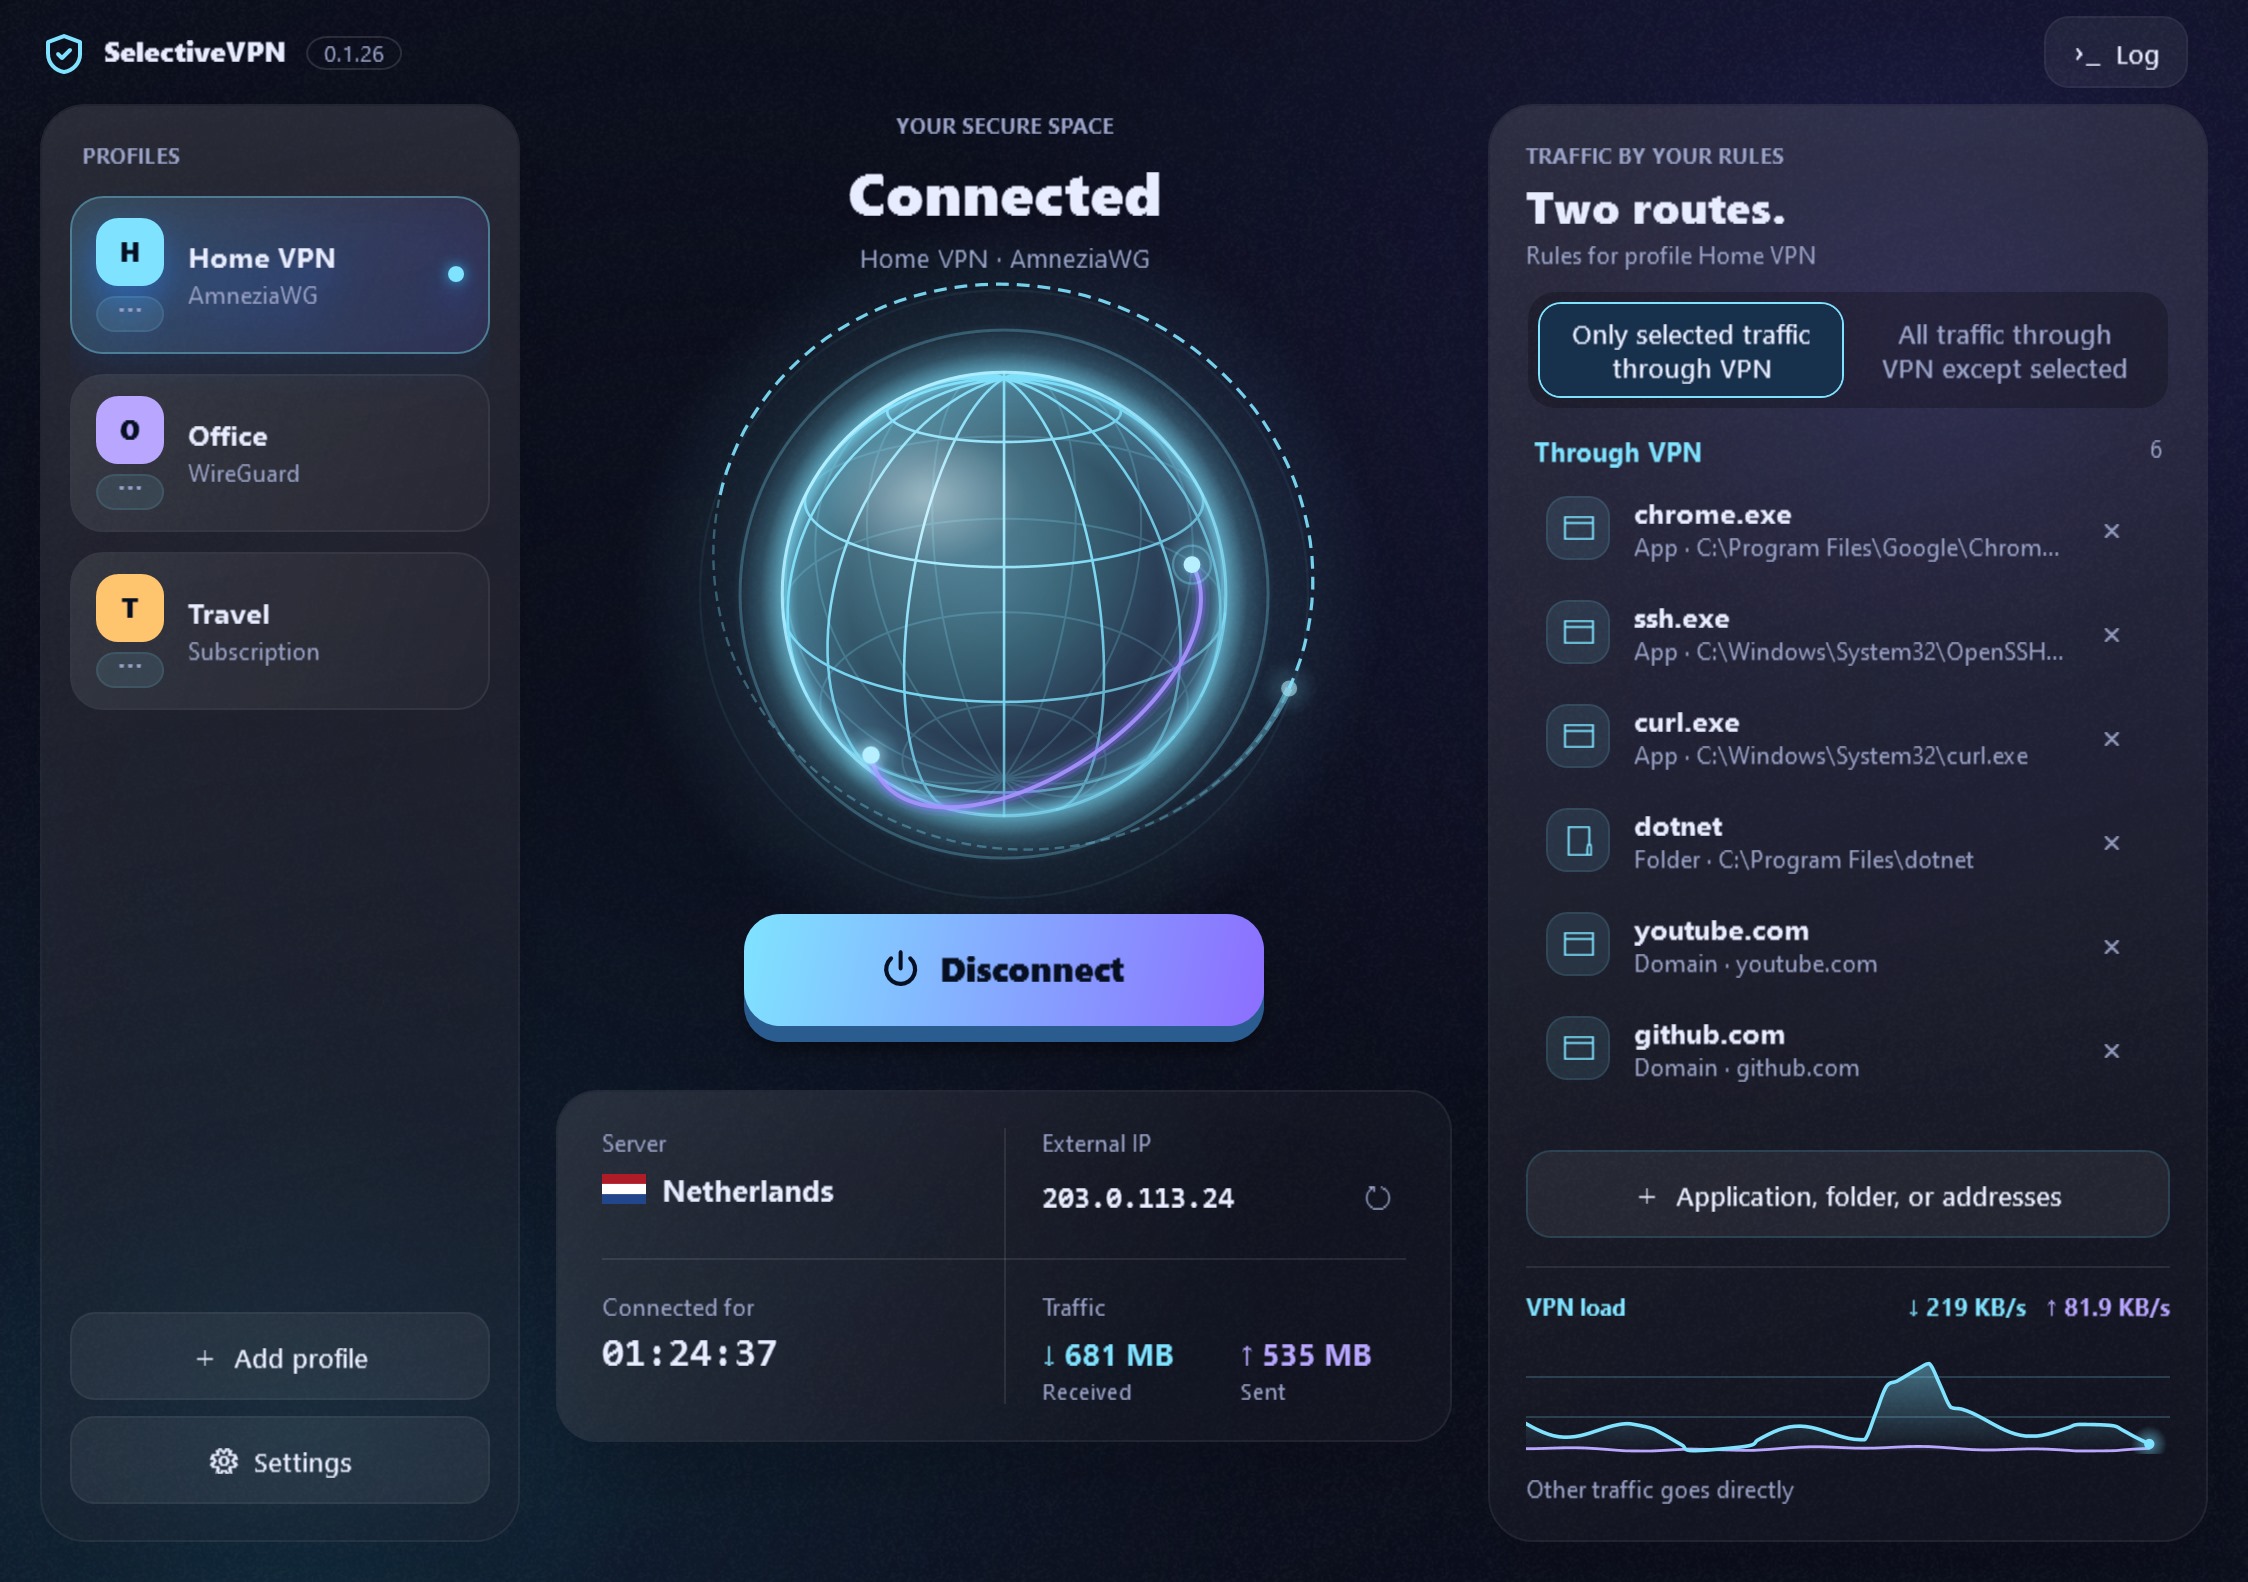 SelectiveVPN 0.1.26
›_ Log
PROFILES
H
Home VPN
AmneziaWG
...
O
Office
WireGuard
...
T
Travel
Subscription
...
+ Add profile
Settings
YOUR SECURE SPACE
Connected
Home VPN · AmneziaWG
Disconnect
Server
Netherlands
External IP
203.0.113.24
Connected for
01:24:37
Traffic
↓ 681 MB ↑ 535 MB
Received Sent
TRAFFIC BY YOUR RULES
Two routes.
Rules for profile Home VPN
Only selected traffic
through VPN
All traffic through
VPN except selected
Through VPN 6
chrome.exe
App · C:\Program Files\Google\Chrom...
ssh.exe
App · C:\Windows\System32\OpenSSH...
curl.exe
App · C:\Windows\System32\curl.exe
dotnet
Folder · C:\Program Files\dotnet
youtube.com
Domain · youtube.com
github.com
Domain · github.com
+ Application, folder, or addresses
VPN load ↓ 219 KB/s ↑ 81.9 KB/s
Other traffic goes directly